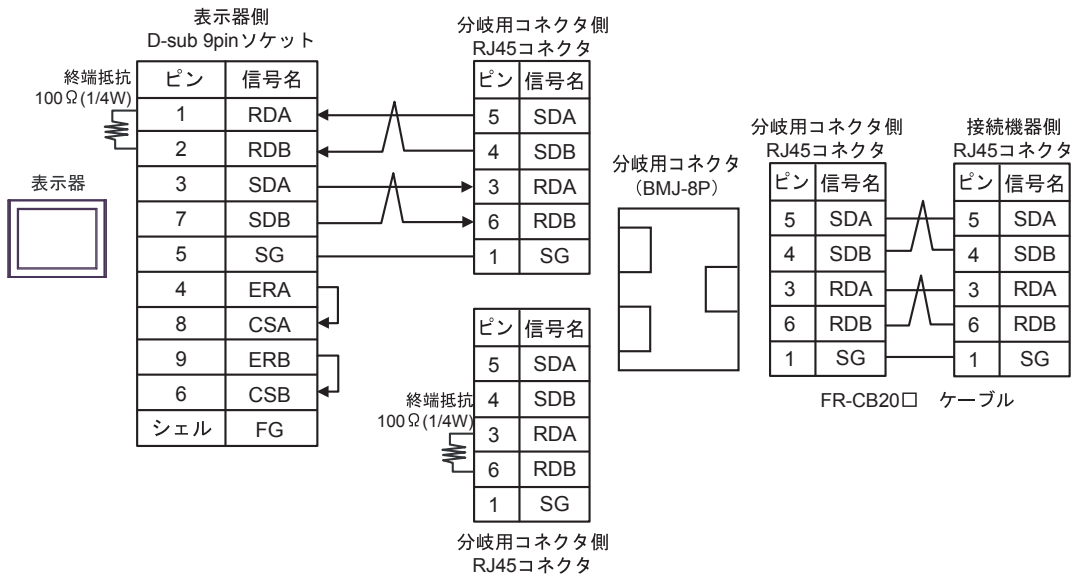 表示器側
D-sub 9pinソケット
終端抵抗
100Ω(1/4W)
ピン 信号名
1 RDA
2 RDB
3 SDA
7 SDB
5 SG
4 ERA
8 CSA
9 ERB
6 CSB
シェル FG
表示器
分岐用コネクタ側
RJ45コネクタ
ピン 信号名
5 SDA
4 SDB
3 RDA
6 RDB
1 SG
終端抵抗
100Ω(1/4W)
ピン 信号名
5 SDA
4 SDB
3 RDA
6 RDB
1 SG
分岐用コネクタ側
RJ45コネクタ
分岐用コネクタ
（BMJ-8P）
分岐用コネクタ側
RJ45コネクタ
ピン 信号名
5 SDA
4 SDB
3 RDA
6 RDB
1 SG
接続機器側
RJ45コネクタ
ピン 信号名
5 SDA
4 SDB
3 RDA
6 RDB
1 SG
FR-CB20□ ケーブル